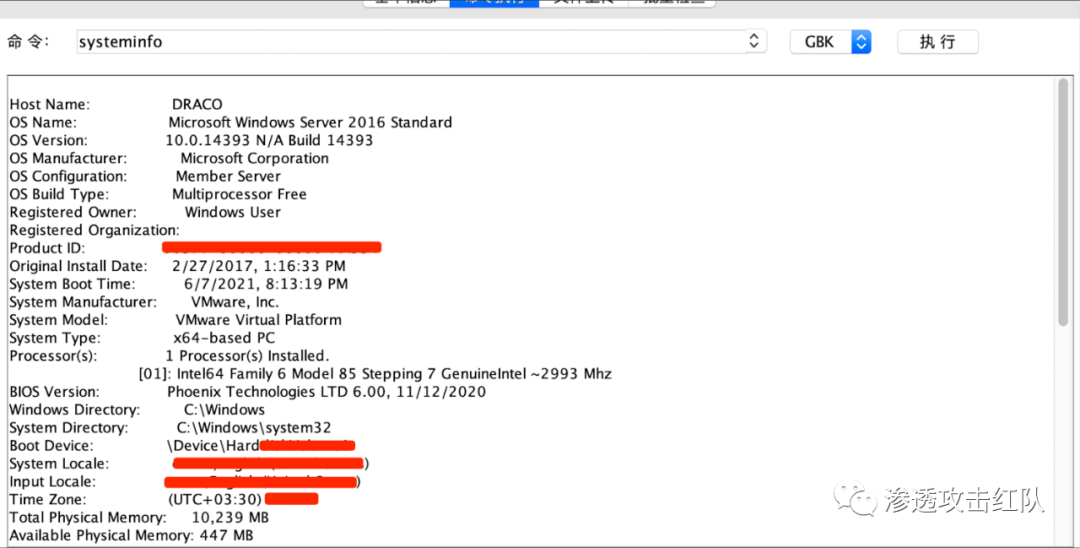 命令执行
命 令： systeminfo GBK 执 行
Host Name: DRACO
OS Name: Microsoft Windows Server 2016 Standard
OS Version: 10.0.14393 N/A Build 14393
OS Manufacturer: Microsoft Corporation
OS Configuration: Member Server
OS Build Type: Multiprocessor Free
Registered Owner: Windows User
Registered Organization:
Product ID:
Original Install Date: 2/27/2017, 1:16:33 PM
System Boot Time: 6/7/2021, 8:13:19 PM
System Manufacturer: VMware, Inc.
System Model: VMware Virtual Platform
System Type: x64-based PC
Processor(s): 1 Processor(s) Installed.
[01]: Intel64 Family 6 Model 85 Stepping 7 GenuineIntel ~2993 Mhz
BIOS Version: Phoenix Technologies LTD 6.00, 11/12/2020
Windows Directory: C:\Windows
System Directory: C:\Windows\system32
Boot Device: \Device\Hard
System Locale: )
Input Locale: )
Time Zone: (UTC+03:30)
Total Physical Memory: 10,239 MB
Available Physical Memory: 447 MB
渗透攻击红队